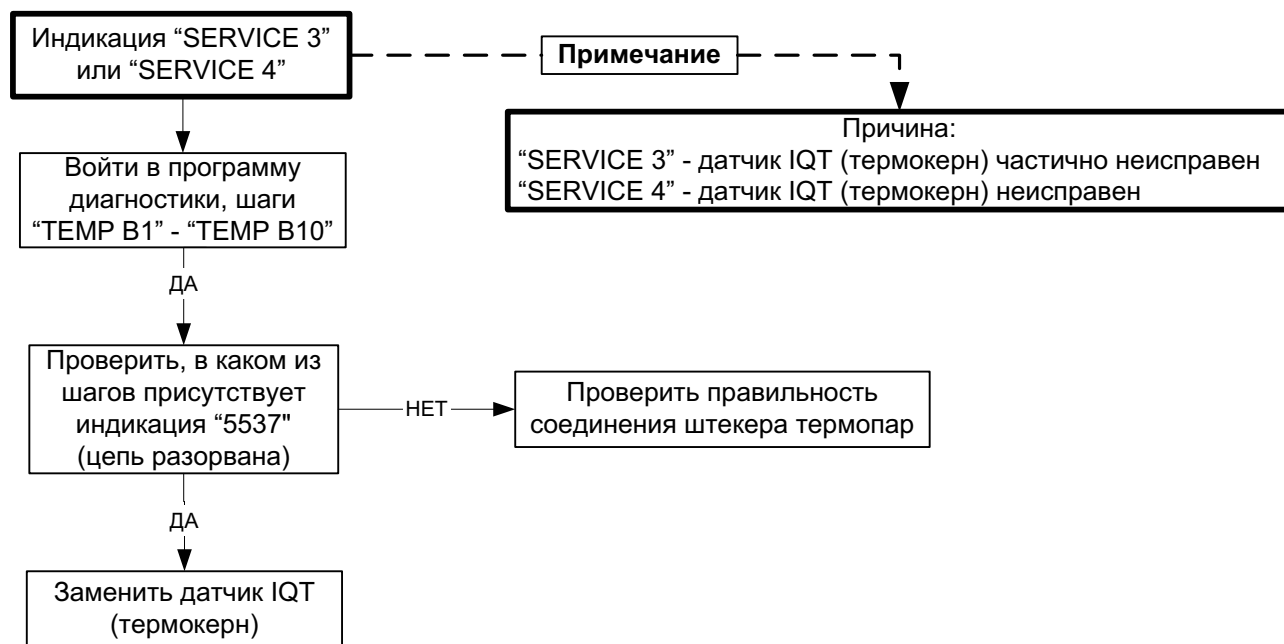 Индикация “SERVICE 3”
или “SERVICE 4”
Примечание
Причина:
“SERVICE 3” - датчик IQT (термокерн) частично неисправен
“SERVICE 4” - датчик IQT (термокерн) неисправен
Войти в программу
диагностики, шаги
“TEMP B1” - “TEMP B10”
ДА
Проверить, в каком из
шагов присутствует
индикация “5537"
(цепь разорвана)
НЕТ
Проверить правильность
соединения штекера термопар
ДА
Заменить датчик IQT
(термокерн)